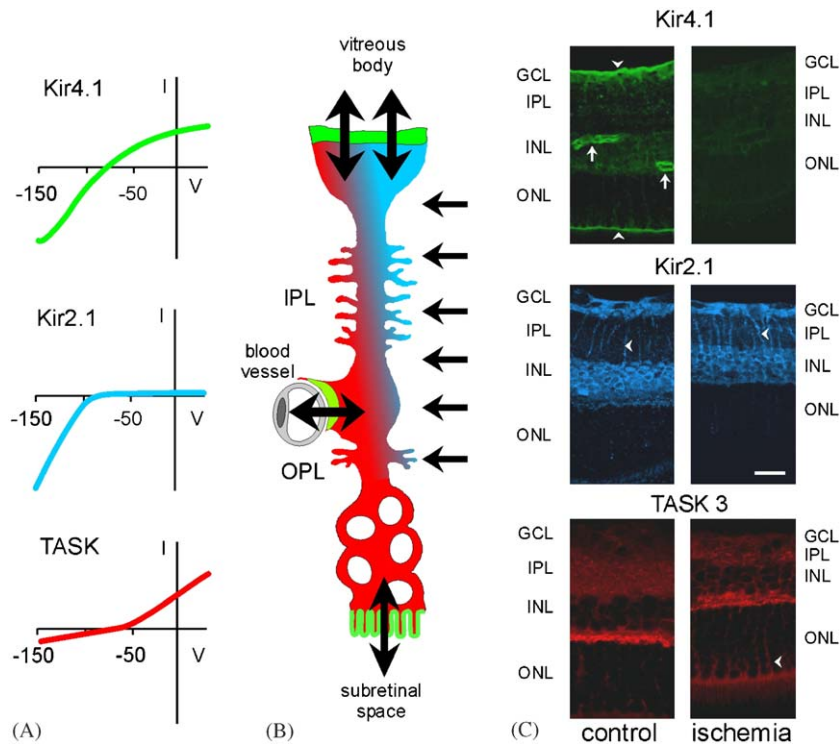 Kir4.1
I
-150
-50
V
Kir2.1
I
-150
-50
V
TASK
I
-150
-50
V
(A)
vitreous
body
IPL
blood
vessel
OPL
subretinal
space
(B)
Kir4.1
GCL
IPL
INL
ONL
GCL
IPL
INL
ONL
Kir2.1
GCL
IPL
INL
ONL
GCL
IPL
INL
ONL
TASK 3
GCL
IPL
INL
ONL
GCL
IPL
INL
ONL
(C)
control
ischemia